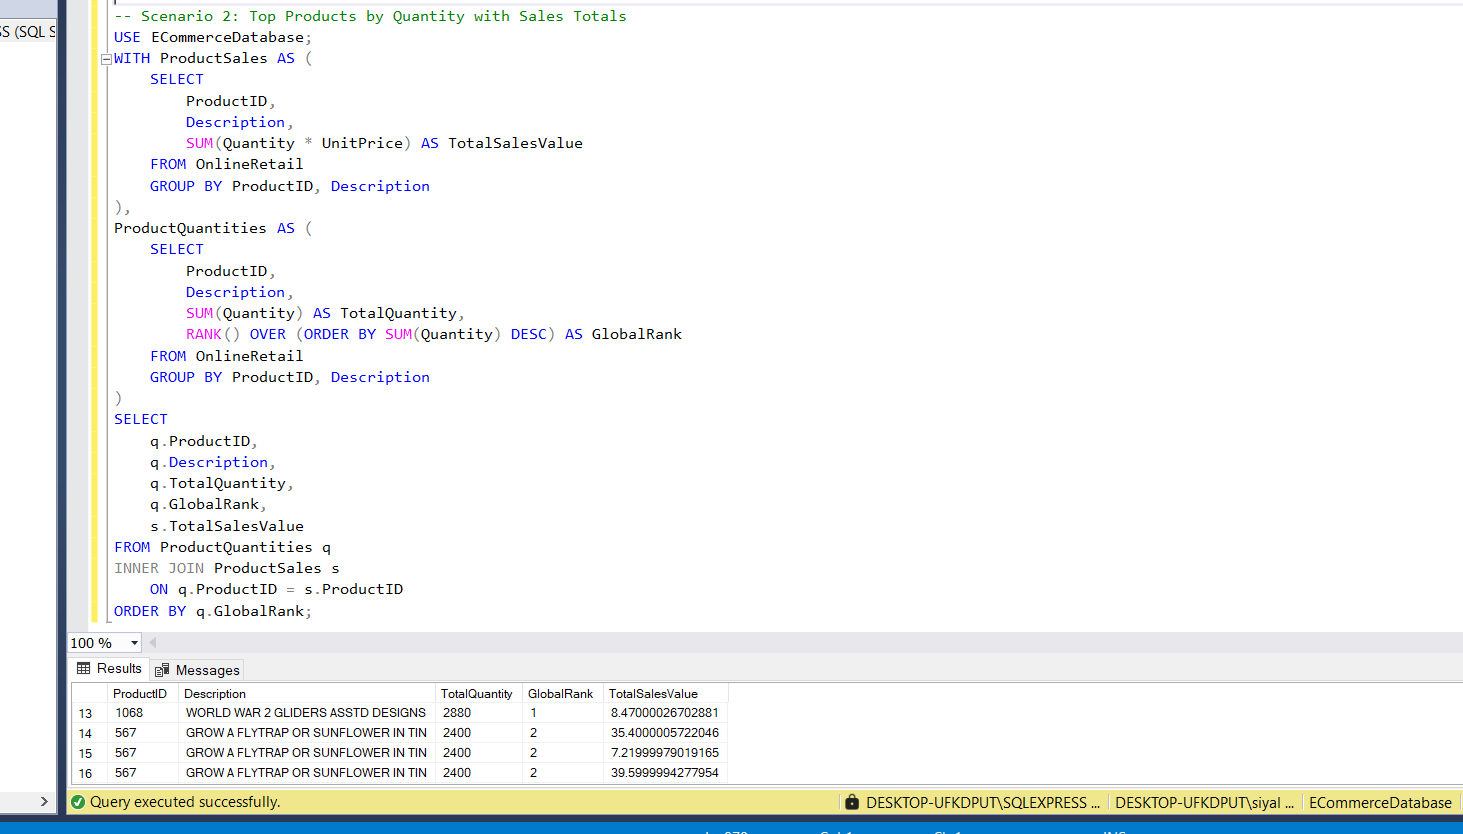 -- Scenario 2: Top Products by Quantity with Sales Totals
SS (SQL S
USE ECommerceDatabase;
WITH ProductSales AS (
SELECT
ProductID,
Description,
SUM(Quantity * UnitPrice) AS TotalSalesValue
FROM OnlineRetail
GROUP BY ProductID, Description
),
ProductQuantities AS (
SELECT
ProductID,
Description,
SUM(Quantity) AS TotalQuantity,
RANK() OVER (ORDER BY SUM(Quantity) DESC) AS GlobalRank
FROM OnlineRetail
GROUP BY ProductID, Description
)
SELECT
q.ProductID,
q.Description,
q.TotalQuantity,
q.GlobalRank,
s.TotalSalesValue
FROM ProductQuantities q
INNER JOIN ProductSales s
ON q.ProductID = s.ProductID
ORDER BY q.GlobalRank;
100 %
Results Messages
ProductID Description TotalQuantity GlobalRank TotalSalesValue
13 1068 WORLD WAR 2 GLIDERS ASSTD DESIGNS 2880 1 8.47000026702881
14 567 GROW A FLYTRAP OR SUNFLOWER IN TIN 2400 2 35.4000005722046
15 567 GROW A FLYTRAP OR SUNFLOWER IN TIN 2400 2 7.21999979019165
16 567 GROW A FLYTRAP OR SUNFLOWER IN TIN 2400 2 39.5999994277954
Query executed successfully. DESKTOP-UFKDPUT\SQLEXPRESS ... DESKTOP-UFKDPUT\siyal ... ECommerceDatabase